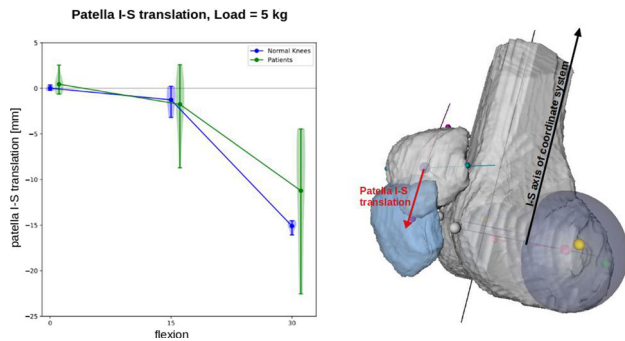 Patella I-S translation, Load = 5 kg
Normal Knees
Patients
5
0
−5
−10
−15
−20
−25
patella I-S translation [mm]
0
15
30
flexion
I-S axis of coordinate system
Patella I-S
translation